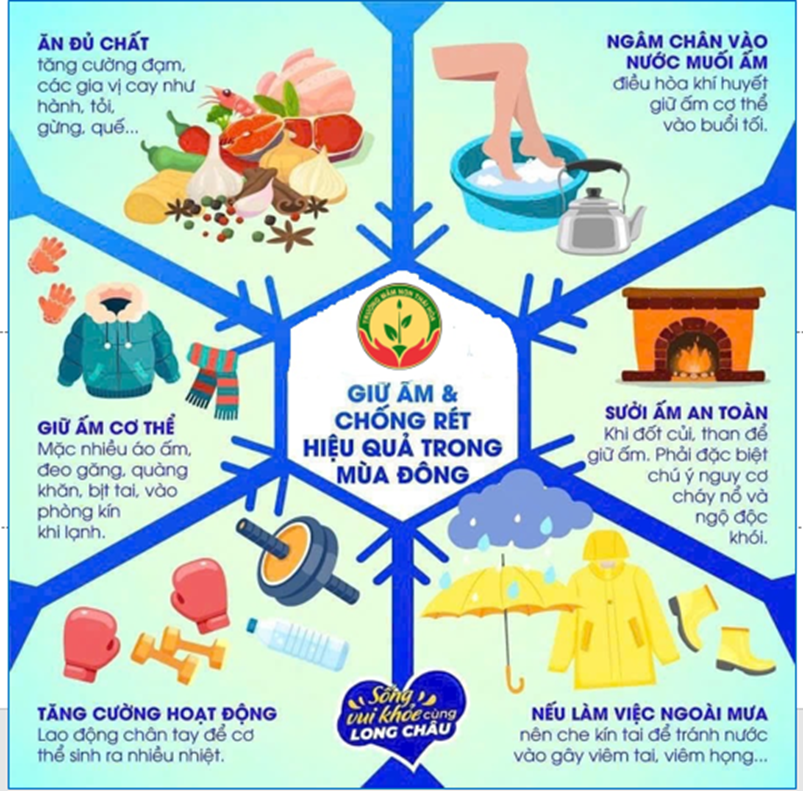 ĂN ĐỦ CHẤT
tăng cường đạm,
các gia vị cay như
hành, tỏi,
gừng, quế...
NGÂM CHÂN VÀO
NƯỚC MUỐI ẤM
điều hòa khí huyết
giữ ấm cơ thể
vào buổi tối.
TRƯỜNG MẦM NON THÁI HÒA
GIỮ ẤM &
CHỐNG RÉT
HIỆU QUẢ TRONG
MÙA ĐÔNG
GIỮ ẤM CƠ THỂ
Mặc nhiều áo ấm,
đeo găng, quàng
khăn, bịt tai, vào
phòng kín
khi lạnh.
SƯỞI ẤM AN TOÀN
Khi đốt củi, than để
giữ ấm. Phải đặc biệt
chú ý nguy cơ
cháy nổ và
ngộ độc
khói.
TĂNG CƯỜNG HOẠT ĐỘNG
Lao động chân tay để cơ
thể sinh ra nhiều nhiệt.
Sống
vui khỏe cùng
LONG CHÂU
NẾU LÀM VIỆC NGOÀI MƯA
nên che kín tai để tránh nước
vào gây viêm tai, viêm họng...